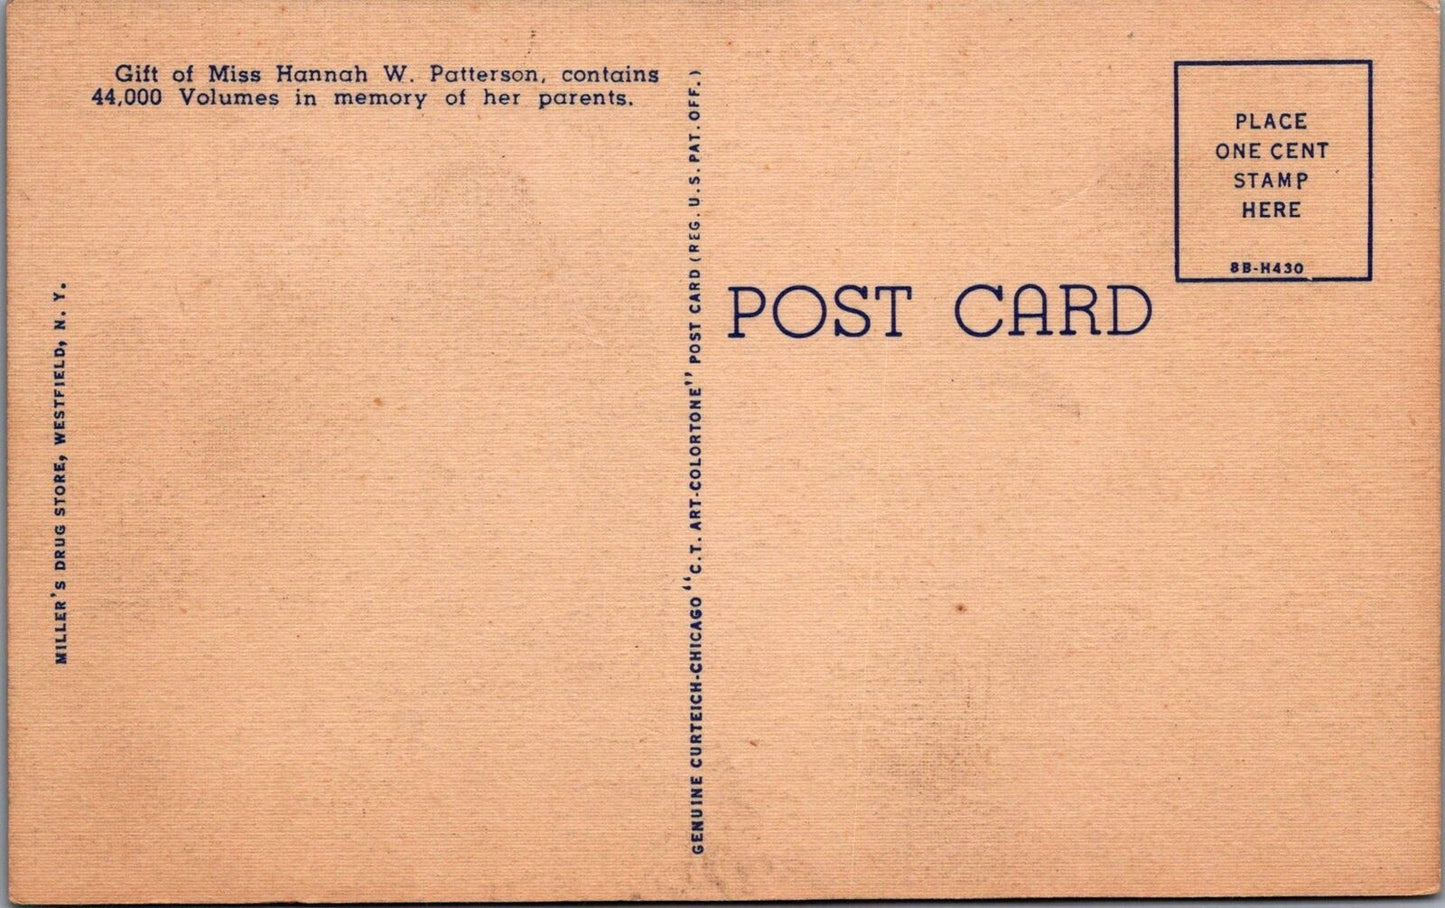 Gift of Miss Hannah W. Patterson, contains
44,000 Volumes in memory of her parents.
MILLER'S DRUG STORE, WESTFIELD, N. Y.
GENUINE CURTEICH-CHICAGO "C.T. ART-COLORTONE" POST CARD (REG. U.S. PAT. OFF.)
POST CARD
PLACE
ONE CENT
STAMP
HERE
8B-H430